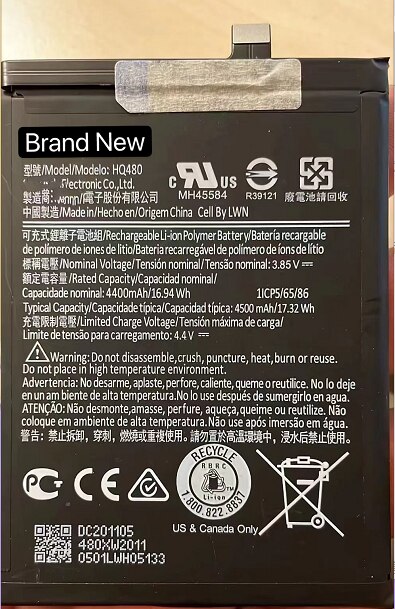 Brand New
型號/Model/Modelo: HQ480
Electronic Co.,Ltd.
製造商: 電子股份有限公司
中國製造/Made in/Hecho en/Origem China Cell By LWN
c RU US
MH45584
R39121
廢電池請回收
可充式鋰離子電池組/Rechargeable Li-ion Polymer Battery/Batería recargable
de polímero de iones de litio/Bateria recarregável de polímero de íons de lítio
標稱電壓/Nominal Voltage/Tensión nominal/Tensão nominal: 3.85 V
額定電容量/Rated Capacity/Capacidad nominal/
Capacidade nominal: 4400mAh/16.94 Wh 1ICP5/65/86
Typical Capacity/Capacidade típica/Capacidad típica: 4500 mAh/17.32 Wh
充電限制電壓/Limited Charge Voltage/Tensión máxima de carga/
Limite de tensão para carregamento: 4.4 V
Warning: Do not disassemble,crush, puncture, heat,burn or reuse.
Do not place in high temperature environment.
Advertencia: No desarme, aplaste, perfore, caliente, queme o reutilice. No lo deje
en un ambiente de alta temperatura.No lo use después de sumergirlo en agua.
ATENÇÃO: Não desmonte,amasse, perfure, aqueça, queime ou reutilize. Não
coloque em ambiente de alta temperatura. Não use após imersão em água.
警告: 禁止拆卸，穿刺，燃燒或重複使用。請勿置於高溫環境中，浸水后禁用。
PC CE
RECYCLE
RBRC
Li-ion
1.800.822.8837
TM
US & Canada Only
DC201105
480XW2011
0501LWH05133